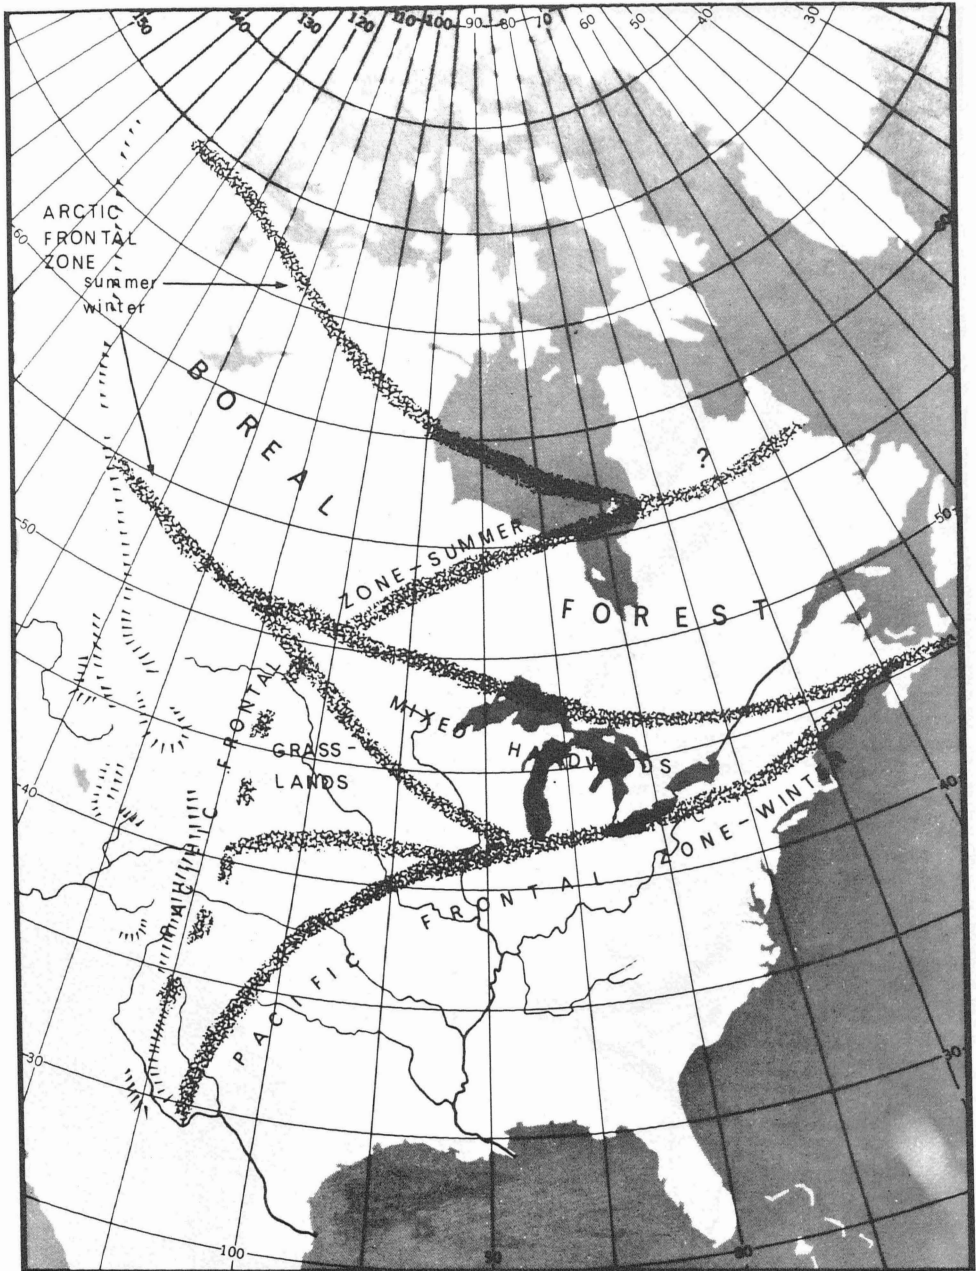 150 140 130 120 110 100 90 80 70 60 50 40 30
ARCTIC
FRONTAL
ZONE
summer
winter
60
BOREAL
?
50
50
ZONE-SUMMER
FOREST
PACIFIC FRONTAL
MIXED HARDWOODS
GRASS-
LANDS
40
40
PACIFIC FRONTAL ZONE-WINTER
30
30
100
90
80